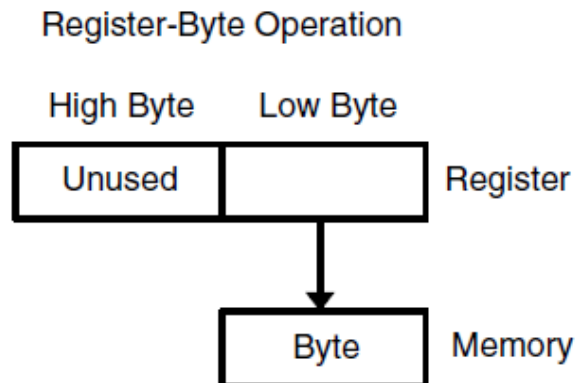 Register-Byte Operation
High Byte Low Byte
Unused Register
Byte Memory